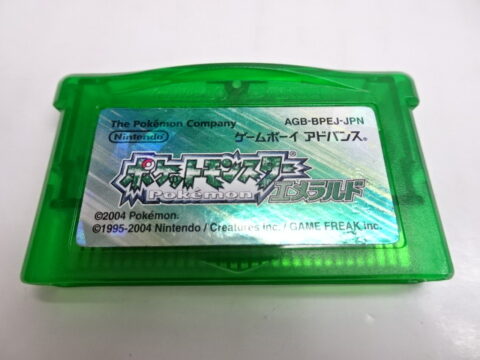 The Pokémon Company AGB-BPEJ-JPN
Nintendo ゲームボーイ アドバンス®
ポケットモンスター
Pokémon エメラルド
©2004 Pokémon.
©1995-2004 Nintendo / Creatures inc. / GAME FREAK inc.